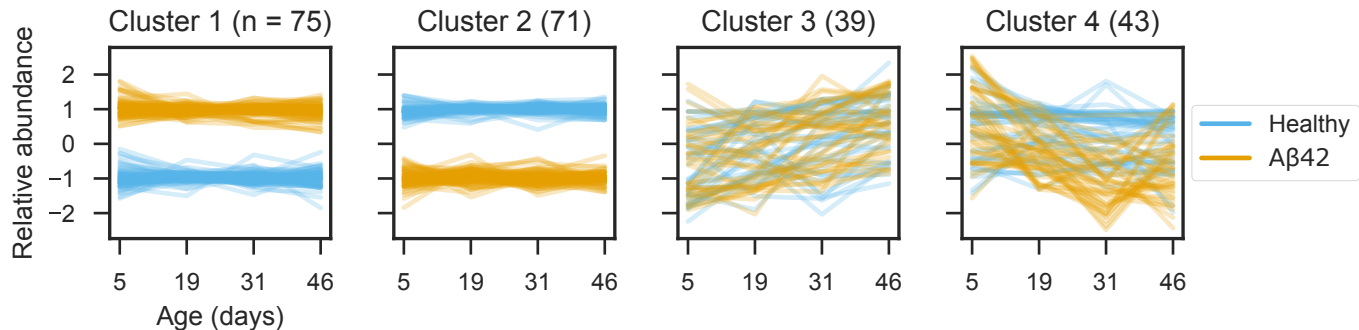 Cluster 1 (n = 75)
Cluster 2 (71)
Cluster 3 (39)
Cluster 4 (43)
Relative abundance
2
1
0
−1
−2
5 19 31 46
5 19 31 46
5 19 31 46
5 19 31 46
Age (days)
Healthy
Aβ42